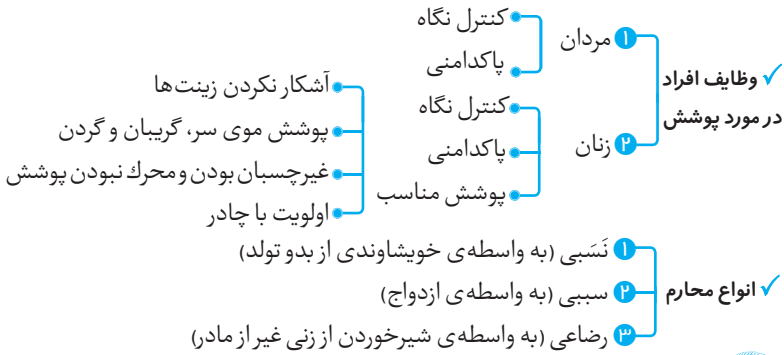 ✓ وظایف افراد در مورد پوشش
۱ مردان
کنترل نگاه
پاکدامنی
۲ زنان
کنترل نگاه
پاکدامنی
پوشش مناسب
آشکار نکردن زینت‌ها
پوشش موی سر، گریبان و گردن
غیرچسبان بودن و محرك نبودن پوشش
اولویت با چادر
✓ انواع محارم
۱ نَسَبی (به واسطه‌ی خویشاوندی از بدو تولد)
۲ سببی (به واسطه‌ی ازدواج)
۳ رضاعی (به واسطه‌ی شیرخوردن از زنی غیر از مادر)